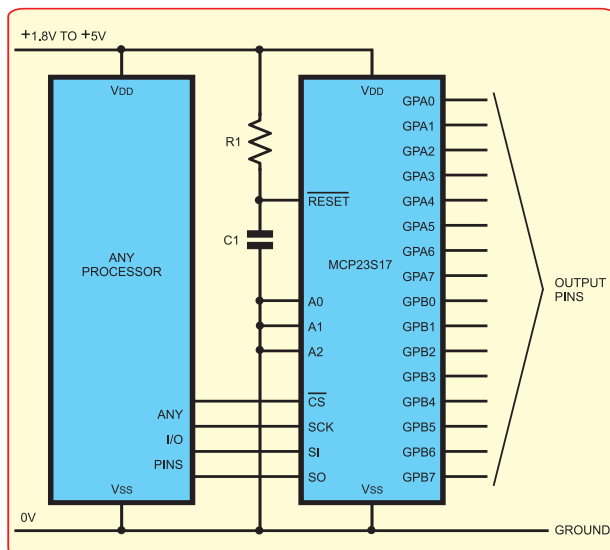 +1.8V TO +5V
VDD
VDD
R1
C1
ANY
PROCESSOR
ANY
I/O
PINS
VSS
RESET
MCP23S17
A0
A1
A2
CS
SCK
SI
SO
VSS
GPA0
GPA1
GPA2
GPA3
GPA4
GPA5
GPA6
GPA7
GPB0
GPB1
GPB2
GPB3
GPB4
GPB5
GPB6
GPB7
OUTPUT
PINS
0V
GROUND